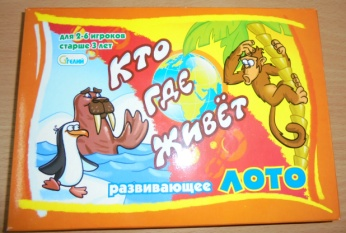 для 2-6 игроков
старше 3 лет
Кто
где
живёт
развивающее ЛОТО